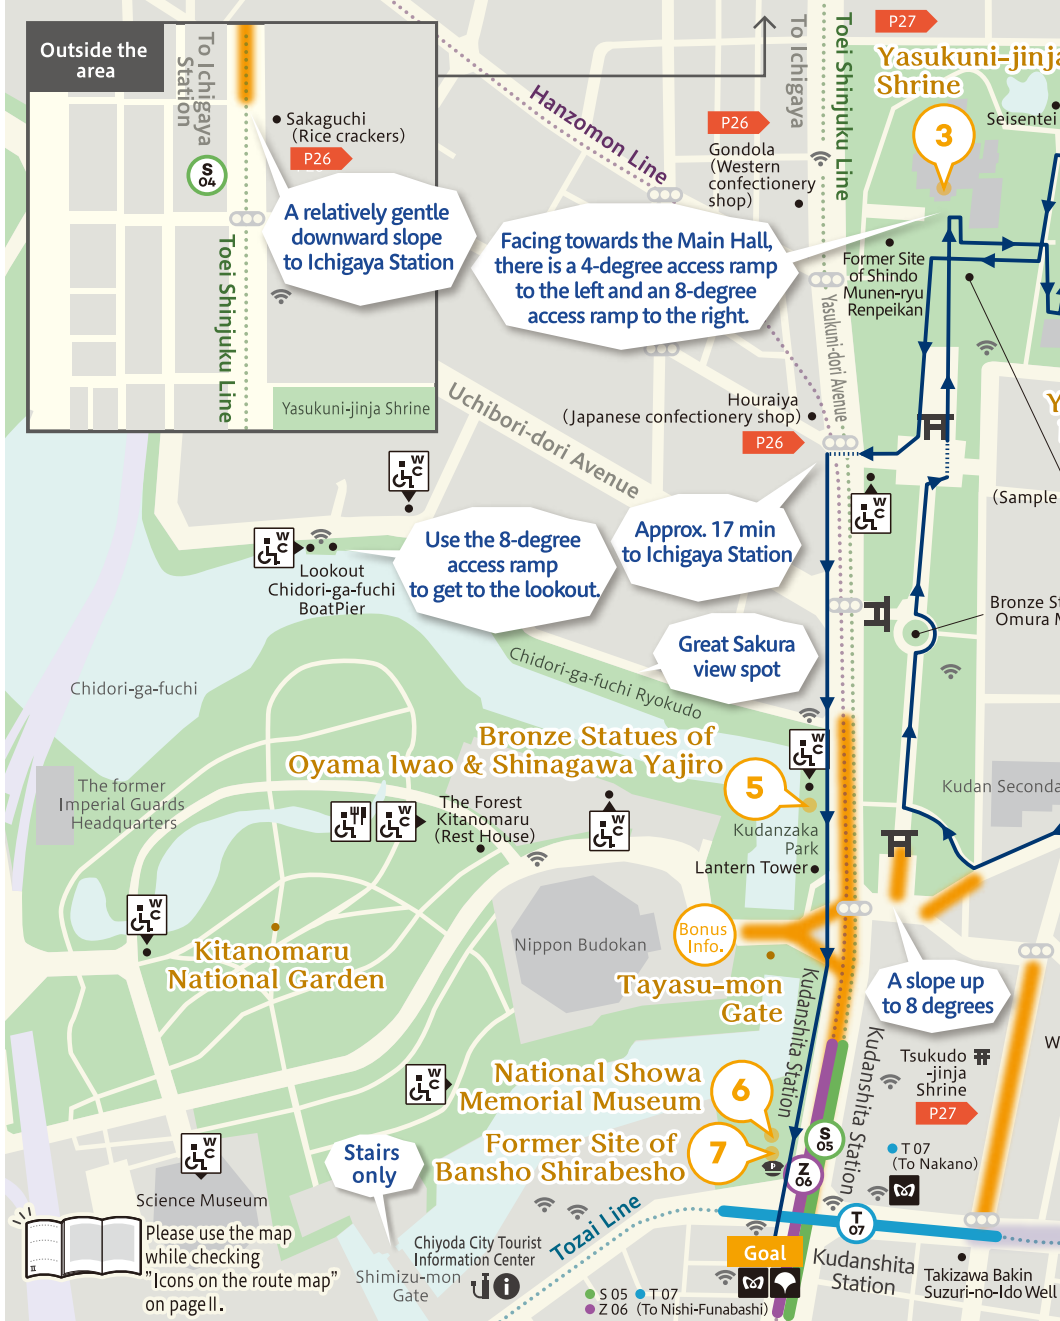 Outside the
area
To Ichigaya
Station
S
04
Sakaguchi
(Rice crackers)
P26
A relatively gentle
downward slope
to Ichigaya Station
Toei Shinjuku Line
Yasukuni-jinja Shrine
Hanzomon Line
To Ichigaya
Toei Shinjuku Line
P27
Yasukuni-jinja
Shrine
3
Seisentei
P26
Gondola
(Western
confectionery
shop)
Facing towards the Main Hall,
there is a 4-degree access ramp
to the left and an 8-degree
access ramp to the right.
Former Site
of Shindo
Munen-ryu
Renpeikan
Yasukuni-dori Avenue
Uchibori-dori Avenue
Houraiya
(Japanese confectionery shop)
P26
Y
(Sample
WC
WC
WC
Lookout
Chidori-ga-fuchi
BoatPier
Use the 8-degree
access ramp
to get to the lookout.
Approx. 17 min
to Ichigaya Station
Bronze St
Omura M
Great Sakura
view spot
Chidori-ga-fuchi Ryokudo
Chidori-ga-fuchi
Bronze Statues of
Oyama Iwao & Shinagawa Yajiro
5
WC
Kudanzaka
Park
Lantern Tower
Kudan Seconda
The former
Imperial Guards
Headquarters
WC
The Forest
Kitanomaru
(Rest House)
WC
WC
Kitanomaru
National Garden
Nippon Budokan
Bonus
Info.
Tayasu-mon
Gate
A slope up
to 8 degrees
Kudanshita Station
Kudanshita Station
Tsukudo
-jinja
Shrine
P27
W
National Showa
Memorial Museum
6
Former Site of
Bansho Shirabesho
7
P
S
05
Z
06
T 07
(To Nakano)
WC
WC
Science Museum
Stairs
only
Tozai Line
T
07
Goal
Kudanshita
Station
Takizawa Bakin
Suzuri-no-Ido Well
Chiyoda City Tourist
Information Center
Shimizu-mon
Gate
S 05 T 07
Z 06 (To Nishi-Funabashi)
Please use the map
while checking
"Icons on the route map"
on page II.
II